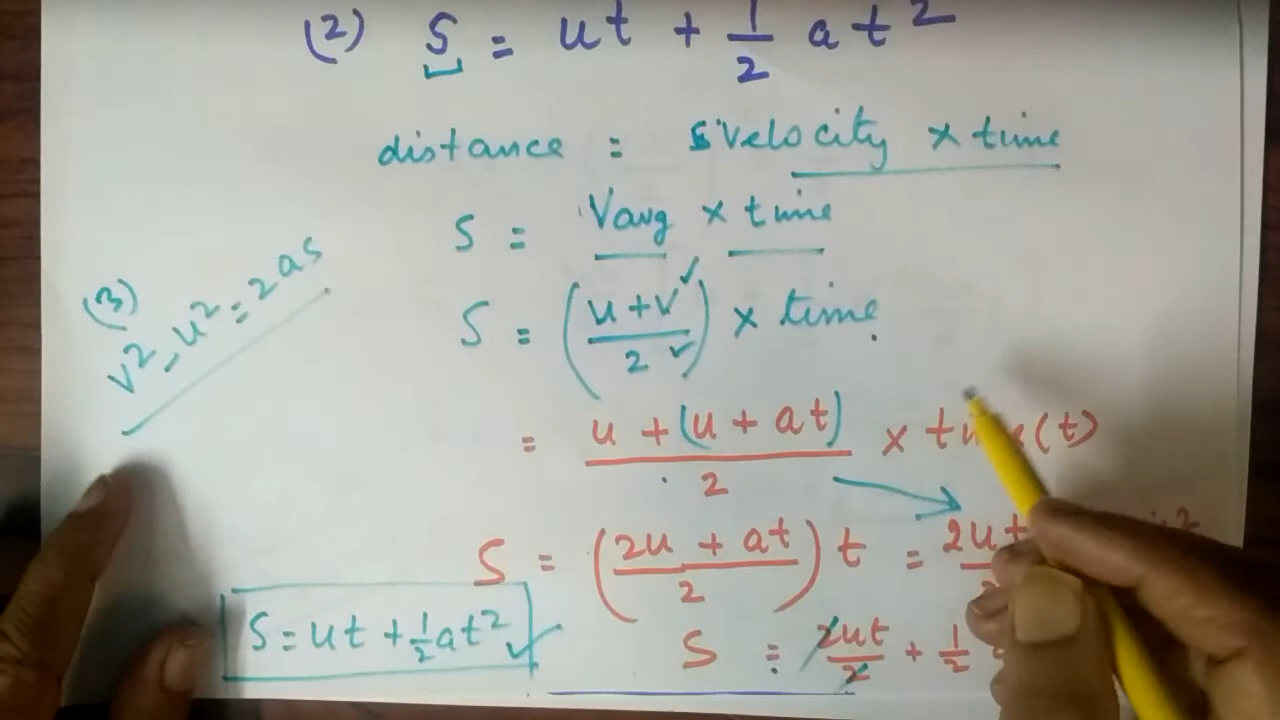 (2) S = ut + 1/2 at²
distance = Velocity × time
S = Vavg × time
S = (u+v/2) × time.
= u + (u + at)/2 × (t)
S = (2u + at/2) t = 2ut
S = 2ut/2 + 1/2
S = ut + 1/2 at²
(3)
v² - u² = 2as